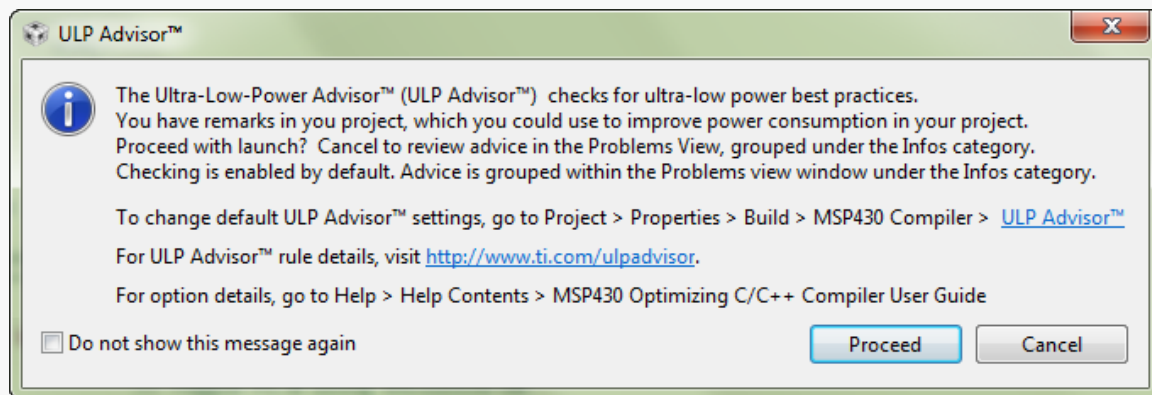 ULP Advisor™
The Ultra-Low-Power Advisor™ (ULP Advisor™)  checks for ultra-low power best practices.
You have remarks in you project, which you could use to improve power consumption in your project.
Proceed with launch?  Cancel to review advice in the Problems View, grouped under the Infos category.
Checking is enabled by default. Advice is grouped within the Problems view window under the Infos category.
To change default ULP Advisor™ settings, go to Project > Properties > Build > MSP430 Compiler >  ULP Advisor™
For ULP Advisor™ rule details, visit http://www.ti.com/ulpadvisor.
For option details, go to Help > Help Contents > MSP430 Optimizing C/C++ Compiler User Guide
Do not show this message again
Proceed
Cancel